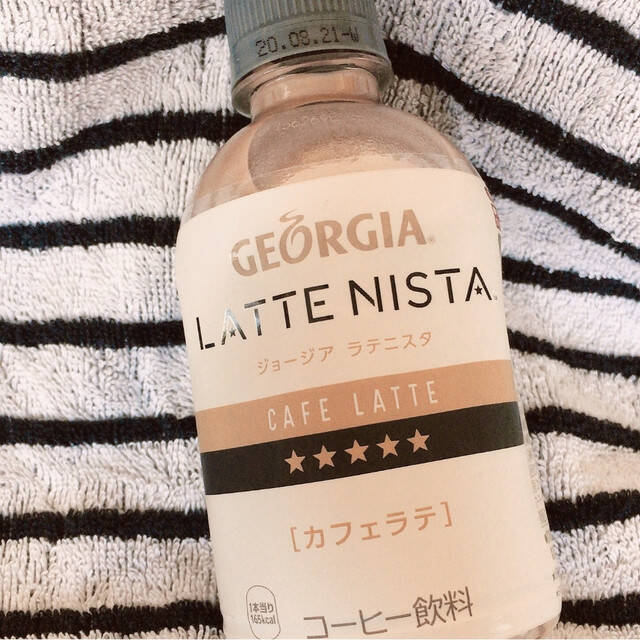 20.08.21-W
GEORGIA
LATTE NISTA
ジョージア ラテニスタ
CAFE LATTE
★★★★★
[カフェラテ]
1本当り
165kcal
コーヒー飲料